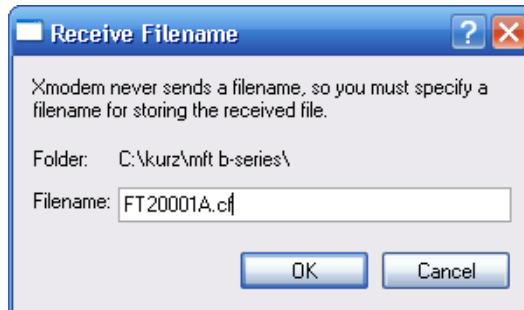 Receive Filename
Xmodem never sends a filename, so you must specify a
filename for storing the received file.
Folder: C:\kurz\mft b-series\
Filename: FT20001A.cf
OK Cancel